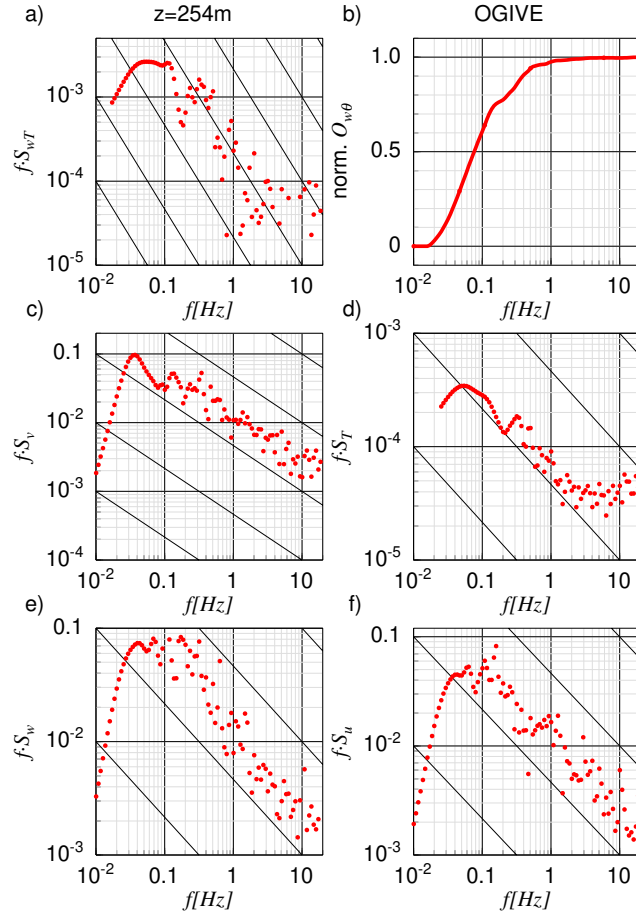 z=254m OGIVE
a) b)
10⁻³
10⁻⁴
10⁻⁵
f·S_wT
10⁻² 0.1 1 10
f[Hz]
1.0
0.5
0
norm. O_wθ
10⁻² 0.1 1 10
f[Hz]
c) d)
0.1
10⁻²
10⁻³
10⁻⁴
f·S_v
10⁻² 0.1 1 10
f[Hz]
10⁻³
10⁻⁴
10⁻⁵
f·S_T
10⁻² 0.1 1 10
f[Hz]
e) f)
0.1
10⁻²
10⁻³
f·S_w
10⁻² 0.1 1 10
f[Hz]
0.1
10⁻²
10⁻³
f·S_u
10⁻² 0.1 1 10
f[Hz]